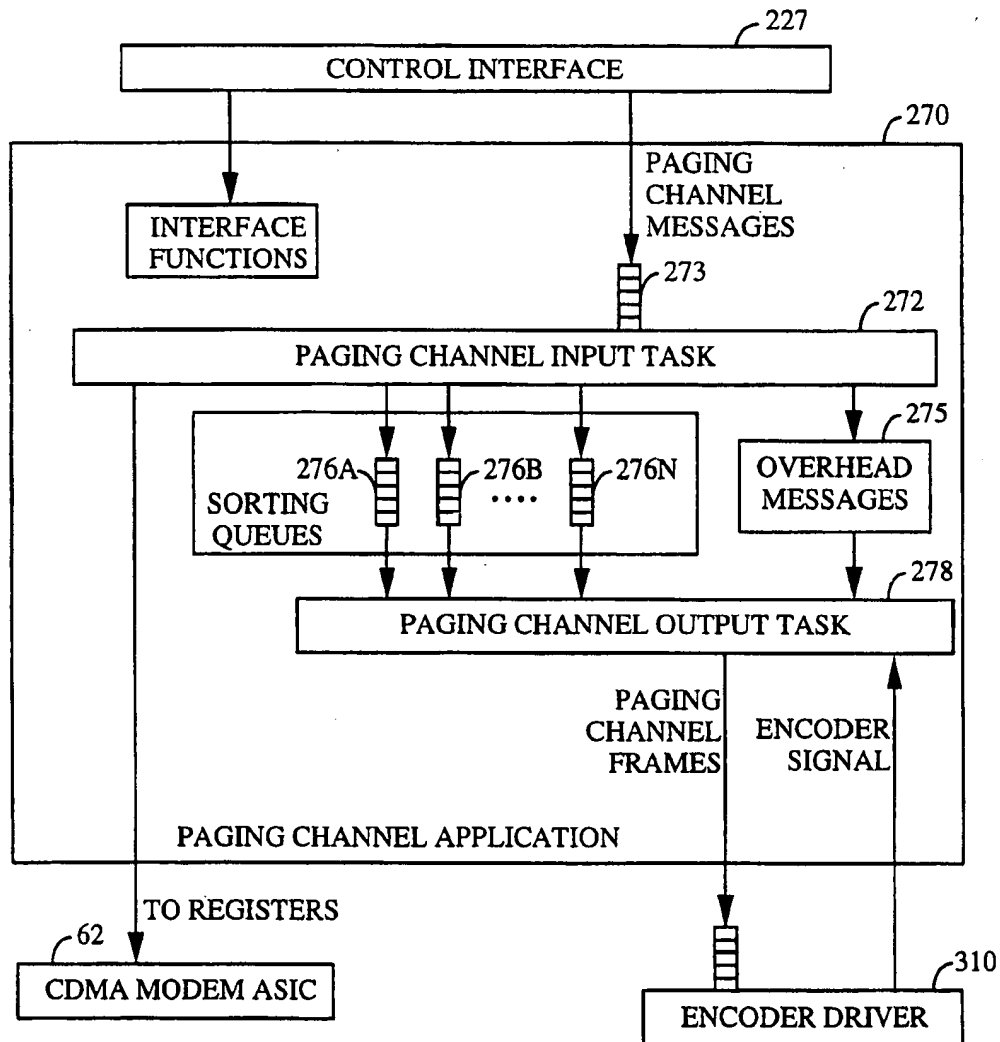 227
CONTROL INTERFACE
270
PAGING
CHANNEL
MESSAGES
INTERFACE
FUNCTIONS
273
272
PAGING CHANNEL INPUT TASK
275
276A
276B
....
276N
SORTING
QUEUES
OVERHEAD
MESSAGES
278
PAGING CHANNEL OUTPUT TASK
PAGING
CHANNEL
FRAMES
ENCODER
SIGNAL
PAGING CHANNEL APPLICATION
TO REGISTERS
62
CDMA MODEM ASIC
310
ENCODER DRIVER